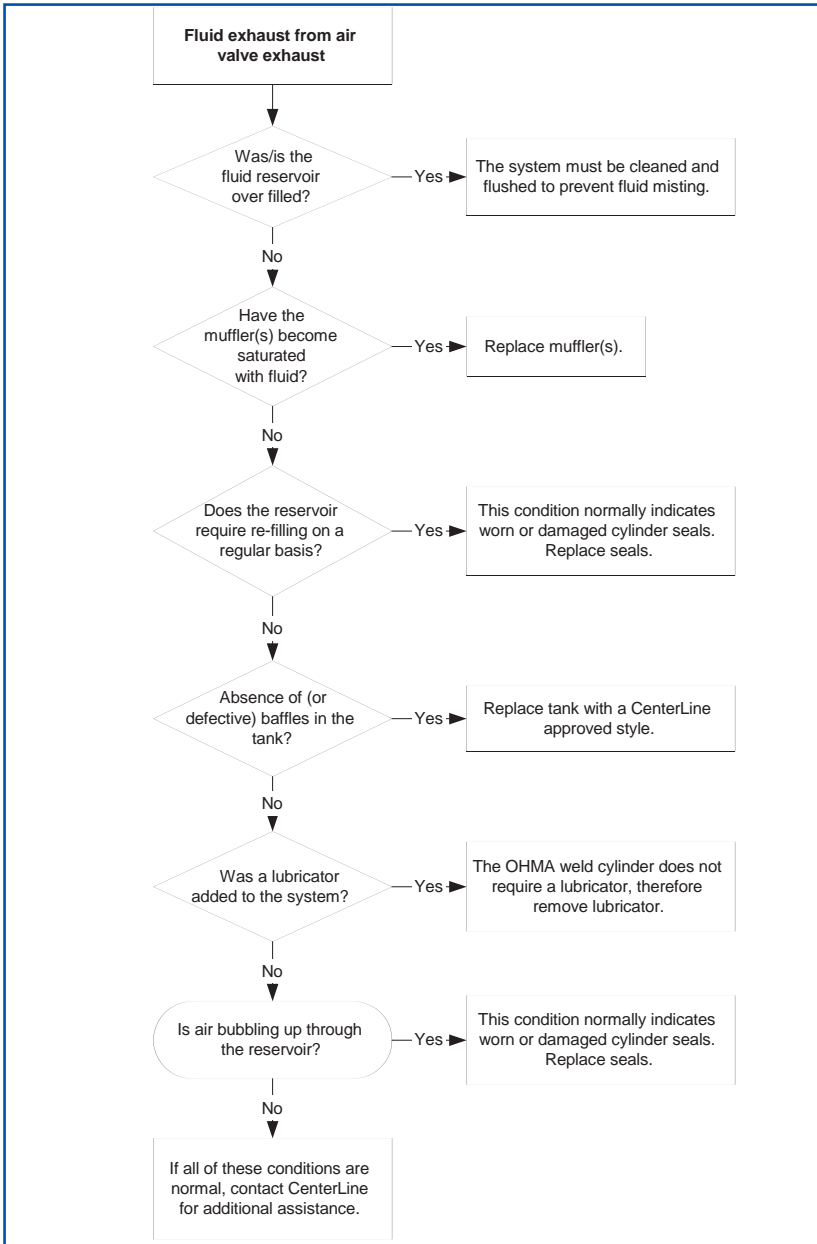 Fluid exhaust from air
valve exhaust
Was/is the
fluid reservoir
over filled?
Yes
The system must be cleaned and
flushed to prevent fluid misting.
No
Have the
muffler(s) become
saturated
with fluid?
Yes
Replace muffler(s).
No
Does the reservoir
require re-filling on a
regular basis?
Yes
This condition normally indicates
worn or damaged cylinder seals.
Replace seals.
No
Absence of (or
defective) baffles in the
tank?
Yes
Replace tank with a CenterLine
approved style.
No
Was a lubricator
added to the system?
Yes
The OHMA weld cylinder does not
require a lubricator, therefore
remove lubricator.
No
Is air bubbling up through
the reservoir?
Yes
This condition normally indicates
worn or damaged cylinder seals.
Replace seals.
No
If all of these conditions are
normal, contact CenterLine
for additional assistance.